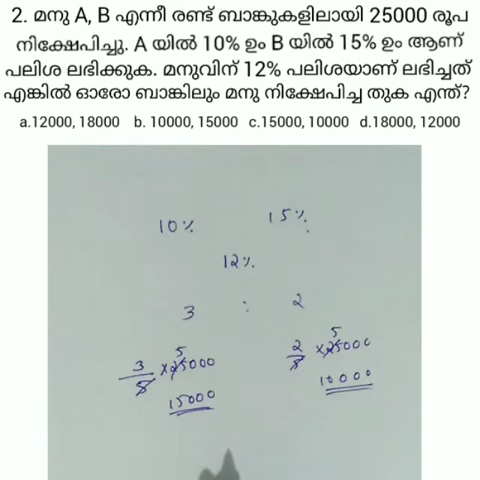 2. മനു A, B എന്നീ രണ്ട് ബാങ്കുകളിലായി 25000 രൂപ
നിക്ഷേപിച്ചു. A യിൽ 10% ഉം B യിൽ 15% ഉം ആണ്
പലിശ ലഭിക്കുക. മനുവിന് 12% പലിശയാണ് ലഭിച്ചത്
എങ്കിൽ ഓരോ ബാങ്കിലും മനു നിക്ഷേപിച്ച തുക എന്ത്?
a.12000, 18000 b. 10000, 15000 c.15000, 10000 d.18000, 12000
10% 15%
12%
3 : 2
5 5
3/5 × 25000 2/5 × 25000
15000 10000